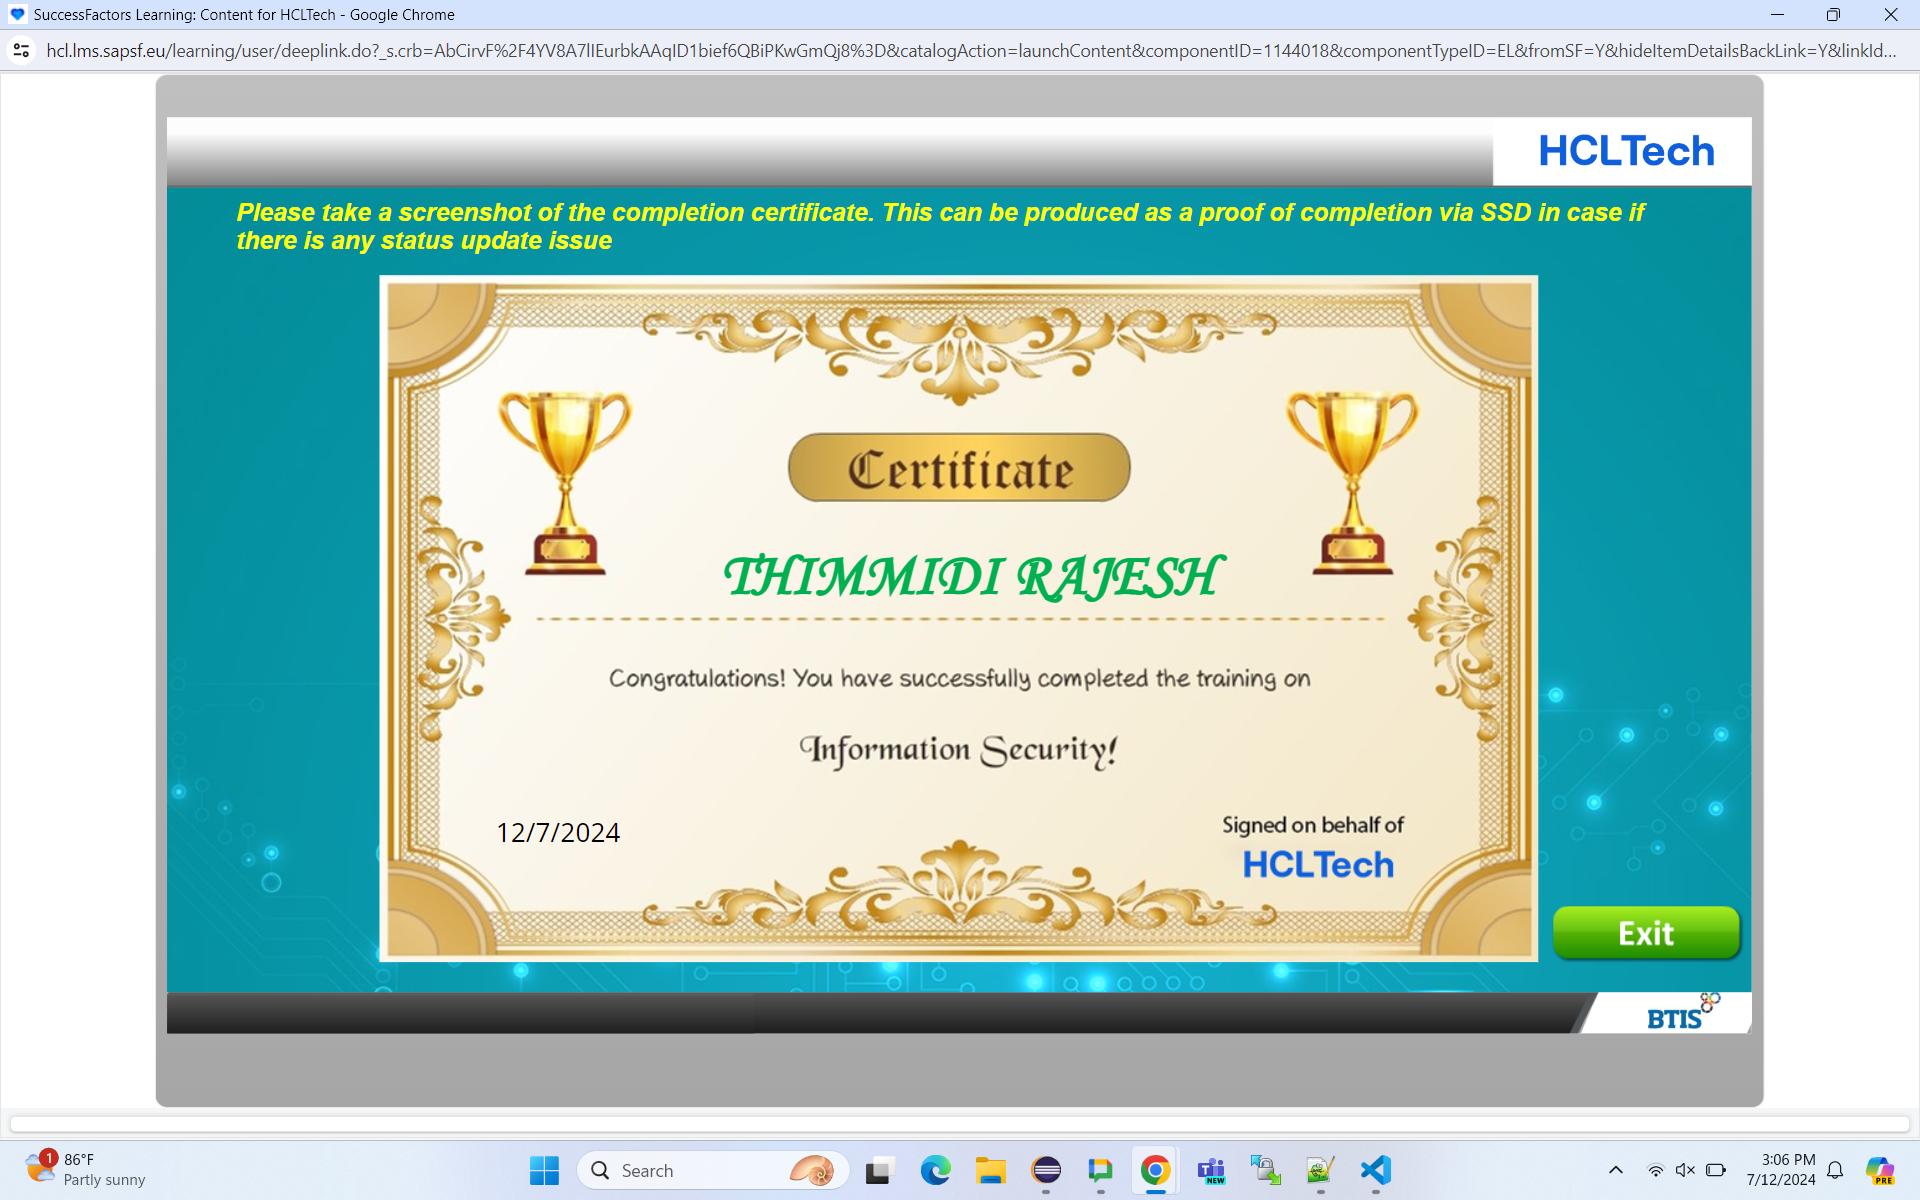 SuccessFactors Learning: Content for HCLTech - Google Chrome
hcl.lms.sapsf.eu/learning/user/deeplink.do?_s.crb=AbCirvF%2F4YV8A7lIEurbkAAqID1bief6QBiPKwGmQj8%3D&catalogAction=launchContent&componentID=1144018&componentTypeID=EL&fromSF=Y&hideItemDetailsBackLink=Y&linkId...
HCLTech
Please take a screenshot of the completion certificate. This can be produced as a proof of completion via SSD in case if
there is any status update issue
Certificate
THIMMIDI RAJESH
Congratulations! You have successfully completed the training on
Information Security!
12/7/2024
Signed on behalf of
HCLTech
Exit
BTIS
1
86°F
Partly sunny
Search
NEW
3:06 PM
7/12/2024
PRE